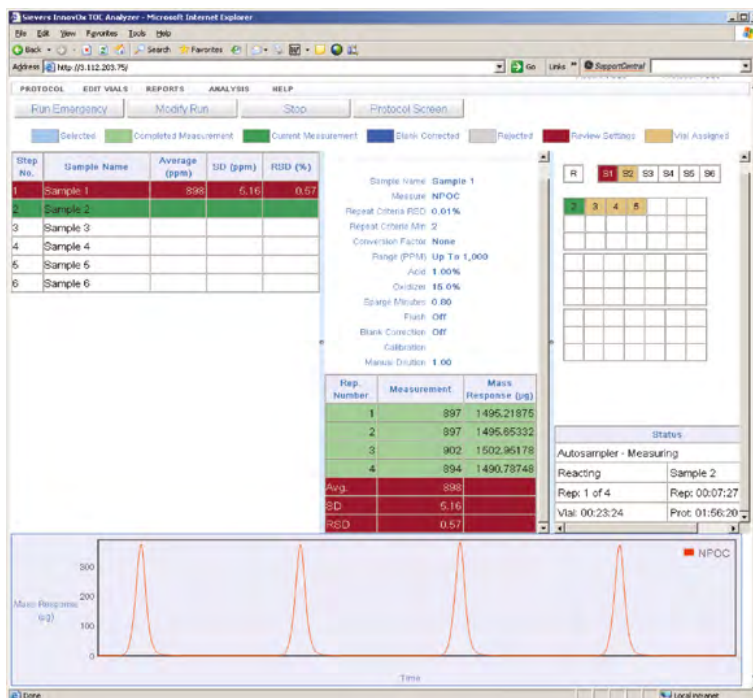 Sievers InnovOx TOC Analyzer - Microsoft Internet Explorer
File Edit View Favorites Tools Help
Back Search Favorites
Address http://3.112.203.75/ Go Links » SupportCentral
PROTOCOL EDIT VIALS REPORTS ANALYSIS HELP
Run Emergency Modify Run Stop Protocol Screen
Selected Completed Measurement Current Measurement Blank Corrected Rejected Review Settings Vial Assigned
Step No. Sample Name Average (ppm) SD (ppm) RSD (%)
1 Sample 1 898 5.16 0.57
2 Sample 2
3 Sample 3
4 Sample 4
5 Sample 5
6 Sample 6
Sample Name Sample 1
Measure NPOC
Repeat Criteria RSD 0.01%
Repeat Criteria Min 2
Conversion Factor None
Range (PPM) Up To 1,000
Acid 1.00%
Oxidizer 15.0%
Sparge Minutes 0.80
Flush Off
Blank Correction Off
Calibration
Manual Dilution 1.00
Rep. Number Measurement Mass Response (µg)
1 897 1495.21875
2 897 1495.65332
3 902 1502.95178
4 894 1490.78748
Avg. 898
SD 5.16
RSD 0.57
R S1 S2 S3 S4 S5 S6
2 3 4 5
Status
Autosampler - Measuring
Reacting Sample 2
Rep: 1 of 4 Rep: 00:07:27
Vial: 00:23:24 Prot: 01:56:20
NPOC
Mass Response (µg)
300
200
100
0
Time
Done Local intranet